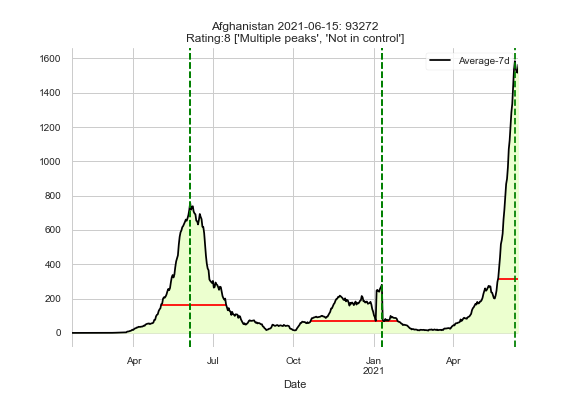 Afghanistan 2021-06-15: 93272
Rating:8 ['Multiple peaks', 'Not in control']
Average-7d
1600
1400
1200
1000
800
600
400
200
0
Apr
Jul
Oct
Jan
2021
Apr
Date